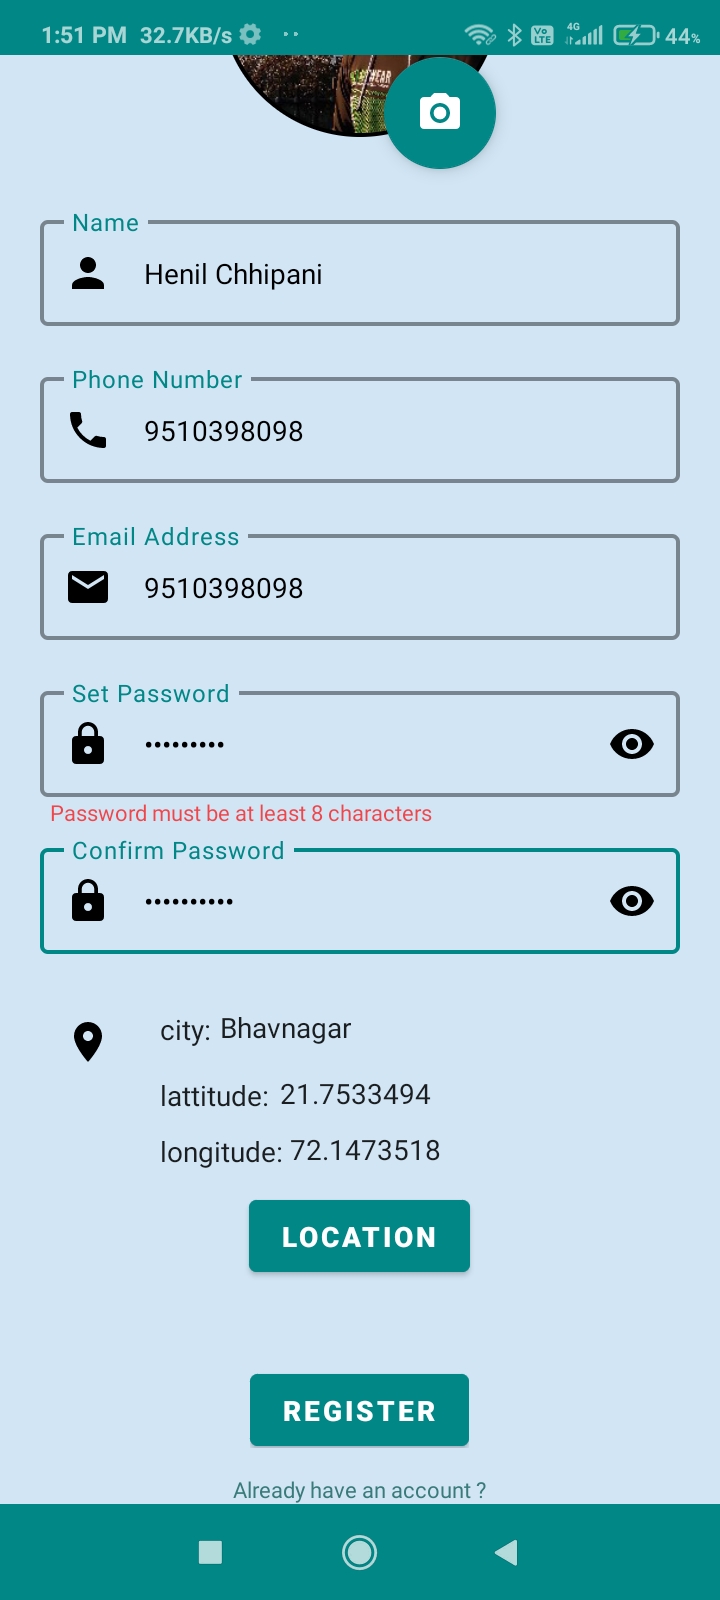 1:51 PM 32.7KB/s 4G 44%
Vo LTE
WEAR
Name
Henil Chhipani
Phone Number
9510398098
Email Address
9510398098
Set Password
•••••••••
Password must be at least 8 characters
Confirm Password
••••••••••
city: Bhavnagar
lattitude: 21.7533494
longitude: 72.1473518
LOCATION
REGISTER
Already have an account ?